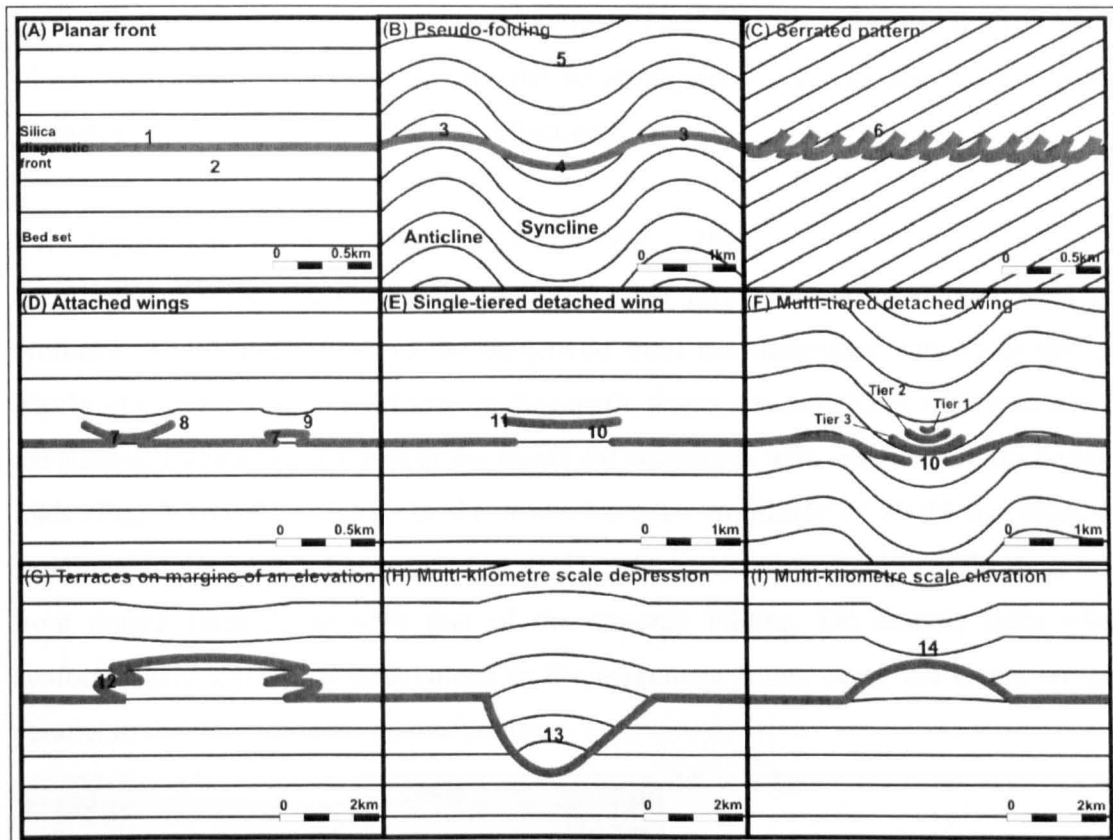 (A) Planar front
1
Silica
diagenetic
front
2
Bed set
0 0.5km
(B) Pseudo-folding
5
3 3
4
Syncline
Anticline
0 1km
(C) Serrated pattern
6
0 0.5km
(D) Attached wings
8 9
7 7
0 0.5km
(E) Single-tiered detached wing
11
10
0 1km
(F) Multi-tiered detached wing
Tier 2
Tier 1
Tier 3
10
0 1km
(G) Terraces on margins of an elevation
12
0 2km
(H) Multi-kilometre scale depression
13
0 2km
(I) Multi-kilometre scale elevation
14
0 2km